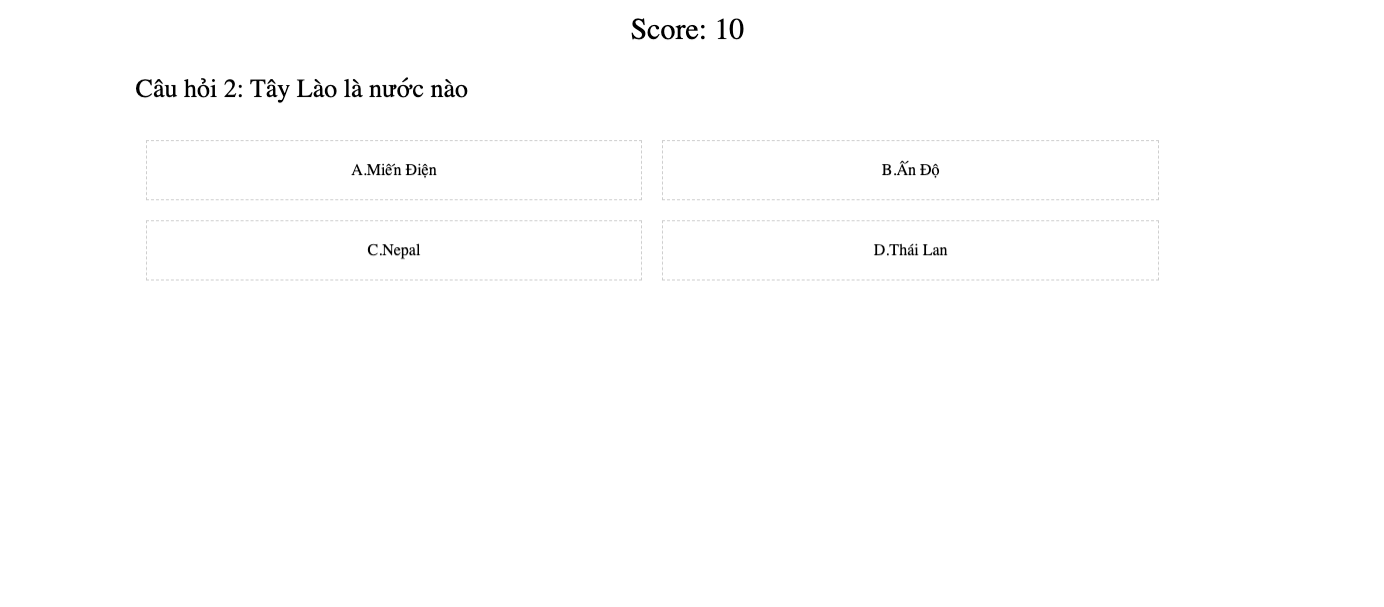 Score: 10
Câu hỏi 2: Tây Lào là nước nào
A.Miến Điện
B.Ấn Độ
C.Nepal
D.Thái Lan